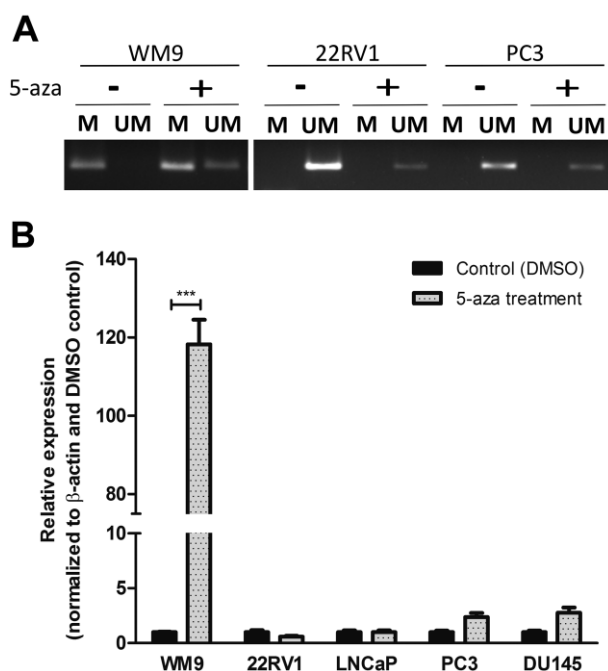 A
WM9 22RV1 PC3
5-aza - + - + - +
M UM M UM M UM M UM M UM M UM
B
Relative expression
(normalized to β-actin and DMSO control)
140
120
100
80
10
5
0
***
Control (DMSO)
5-aza treatment
WM9 22RV1 LNCaP PC3 DU145